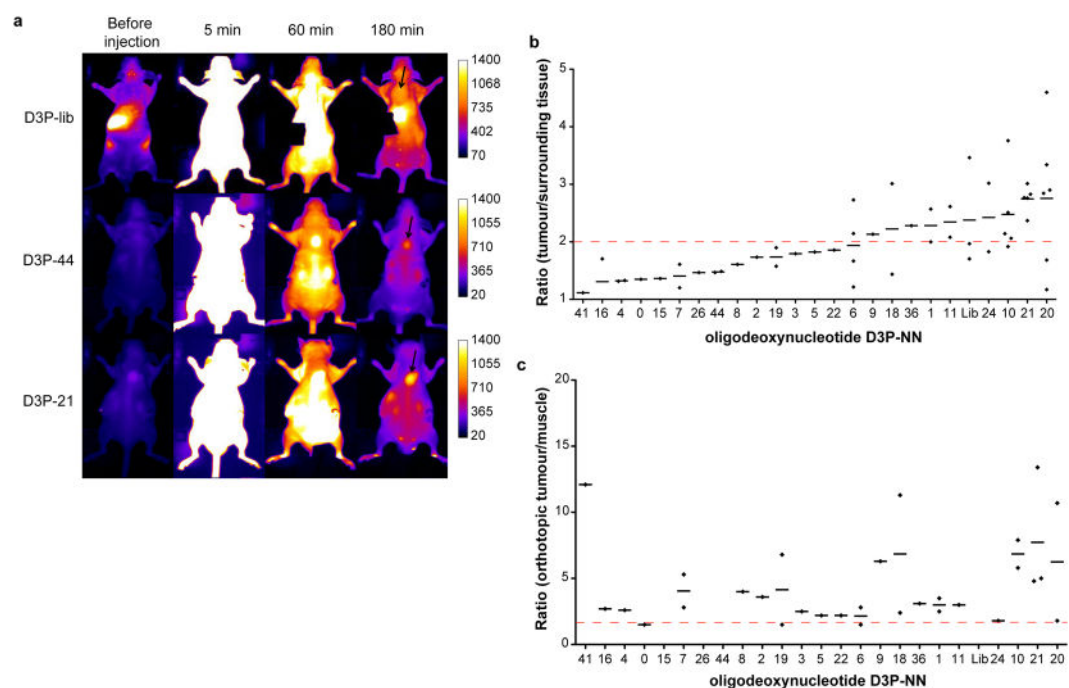 a
Before injection
5 min
60 min
180 min
D3P-lib
1400
1068
735
402
70
D3P-44
1400
1055
710
365
20
D3P-21
1400
1055
710
365
20
b
Ratio (tumour/surrounding tissue)
5
4
3
2
1
41 16 4 0 15 7 26 44 8 2 19 3 5 22 6 9 18 36 1 11 Lib 24 10 21 20
oligodeoxynucleotide D3P-NN
c
Ratio (orthotopic tumour/muscle)
20
15
10
5
0
41 16 4 0 15 7 26 44 8 2 19 3 5 22 6 9 18 36 1 11 Lib 24 10 21 20
oligodeoxynucleotide D3P-NN